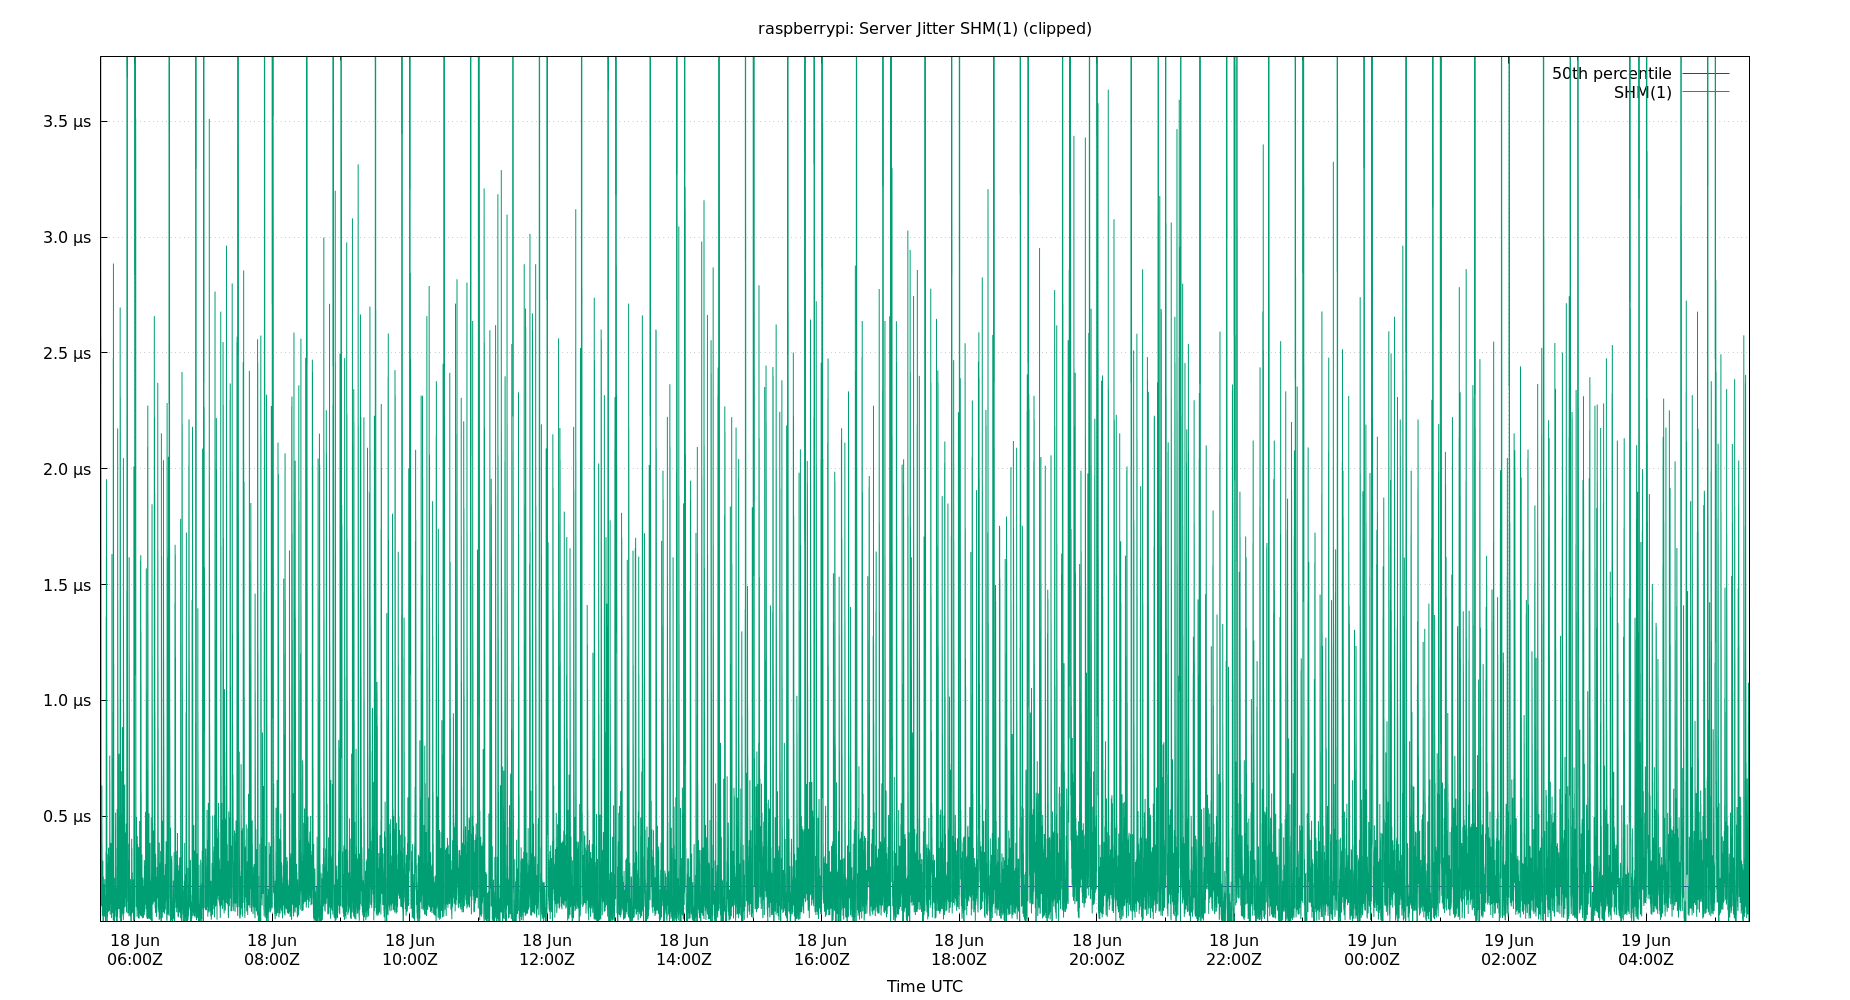 raspberrypi: Server Jitter SHM(1) (clipped)
50th percentile
SHM(1)
3.5 µs
3.0 µs
2.5 µs
2.0 µs
1.5 µs
1.0 µs
0.5 µs
18 Jun 18 Jun 18 Jun 18 Jun 18 Jun 18 Jun 18 Jun 18 Jun 18 Jun 19 Jun 19 Jun 19 Jun
06:00Z 08:00Z 10:00Z 12:00Z 14:00Z 16:00Z 18:00Z 20:00Z 22:00Z 00:00Z 02:00Z 04:00Z
Time UTC